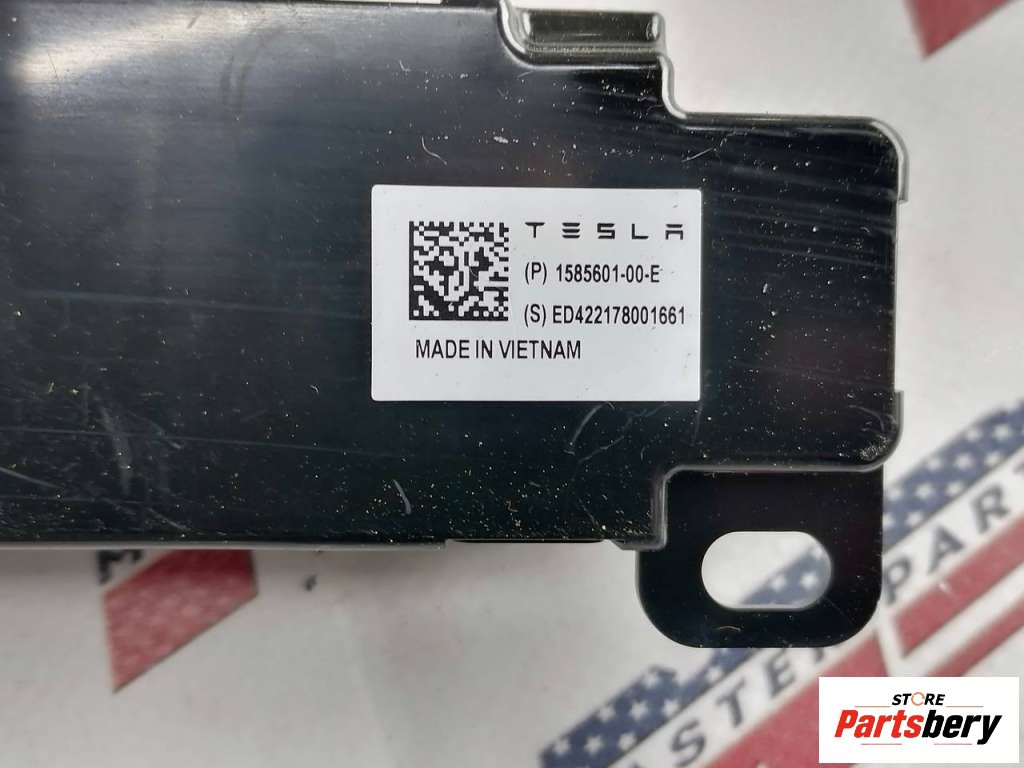 TESLA
(P) 1585601-00-E
(S) ED422178001661
MADE IN VIETNAM
STORE
Partsbery